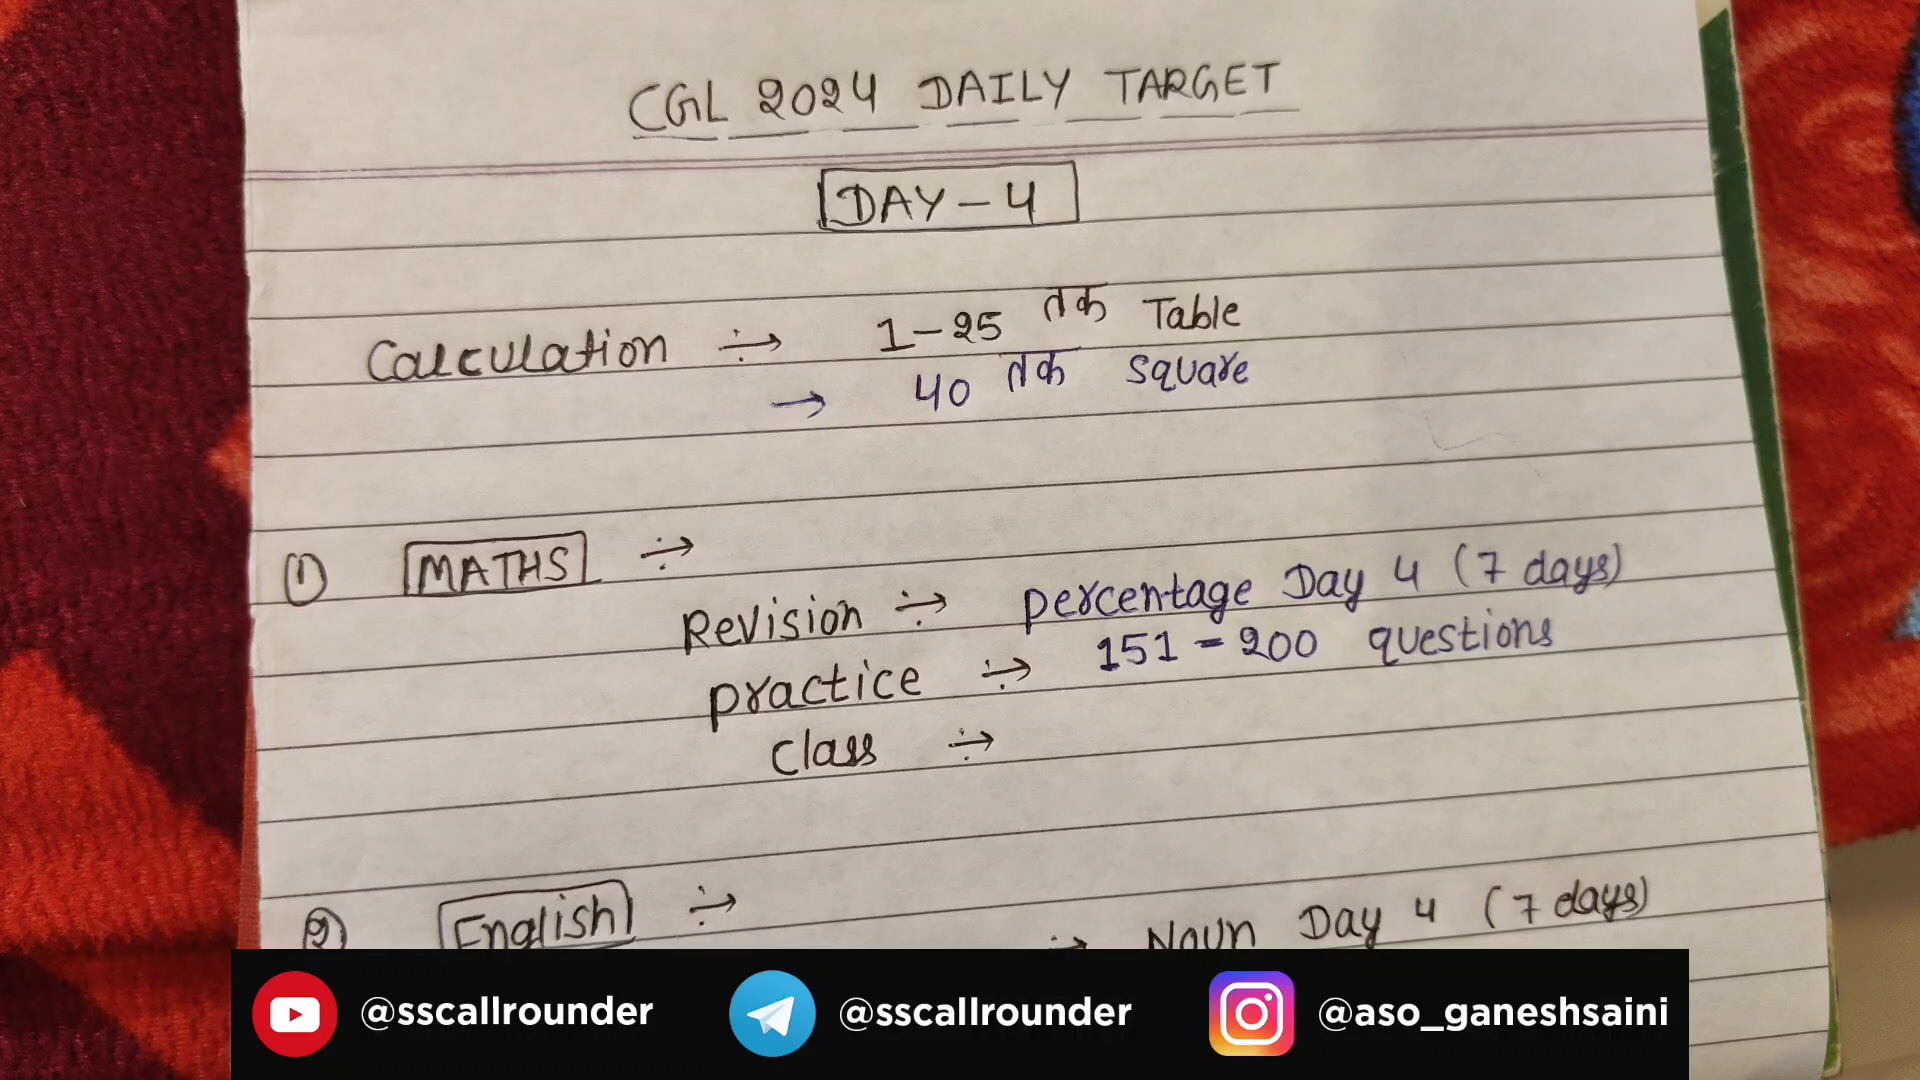 CGL 2024 DAILY TARGET
DAY - 4
Calculation ÷→ 1-25 तक Table
→ 40 तक square
① MATHS ÷→
Revision ÷→ percentage Day 4 (7 days)
practice ÷→ 151-200 questions
Class ÷→
② English ÷→
÷→ Noun Day 4 (7 days)
@sscallrounder @sscallrounder @aso_ganeshsaini